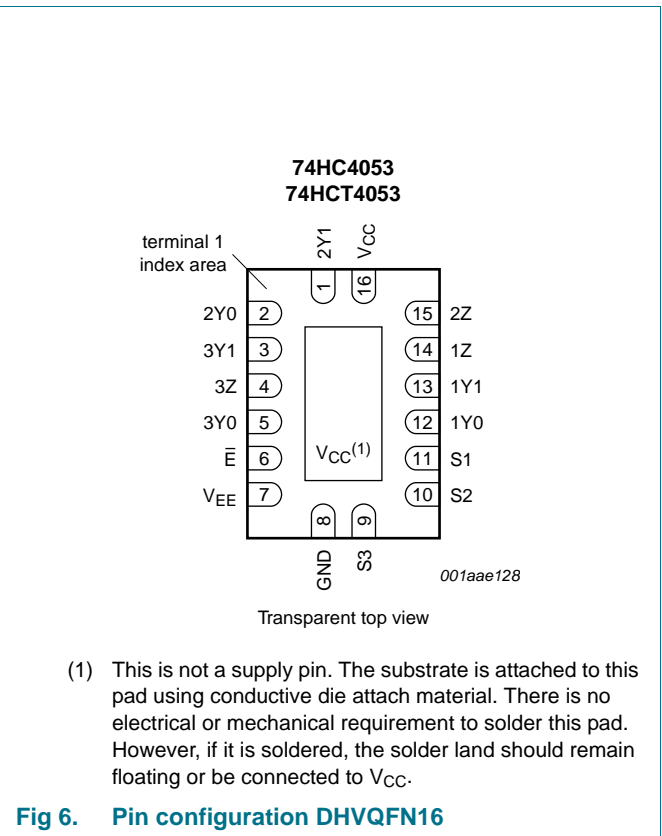 74HC4053
74HCT4053
terminal 1
index area
2Y1
VCC
1
16
2Y0 2
15 2Z
3Y1 3
14 1Z
3Z 4
13 1Y1
3Y0 5
12 1Y0
E̅ 6
VCC(1)
11 S1
VEE 7
10 S2
8
9
GND
S3
001aae128
Transparent top view
(1) This is not a supply pin. The substrate is attached to this
pad using conductive die attach material. There is no
electrical or mechanical requirement to solder this pad.
However, if it is soldered, the solder land should remain
floating or be connected to VCC.
Fig 6. Pin configuration DHVQFN16